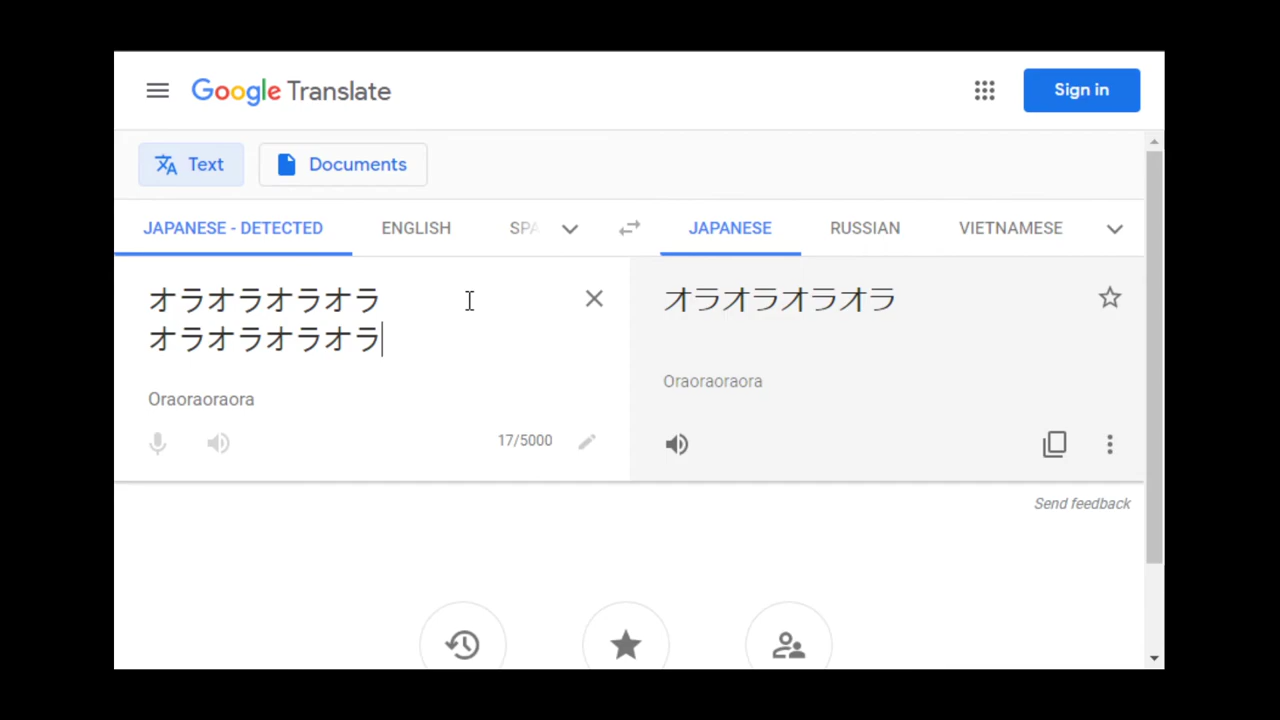 Google Translate
Sign in
Text
Documents
JAPANESE - DETECTED
ENGLISH
SPA
JAPANESE
RUSSIAN
VIETNAMESE
オラオラオラオラ
オラオラオラオラ
Oraoraoraora
17/5000
オラオラオラオラ
Oraoraoraora
Send feedback